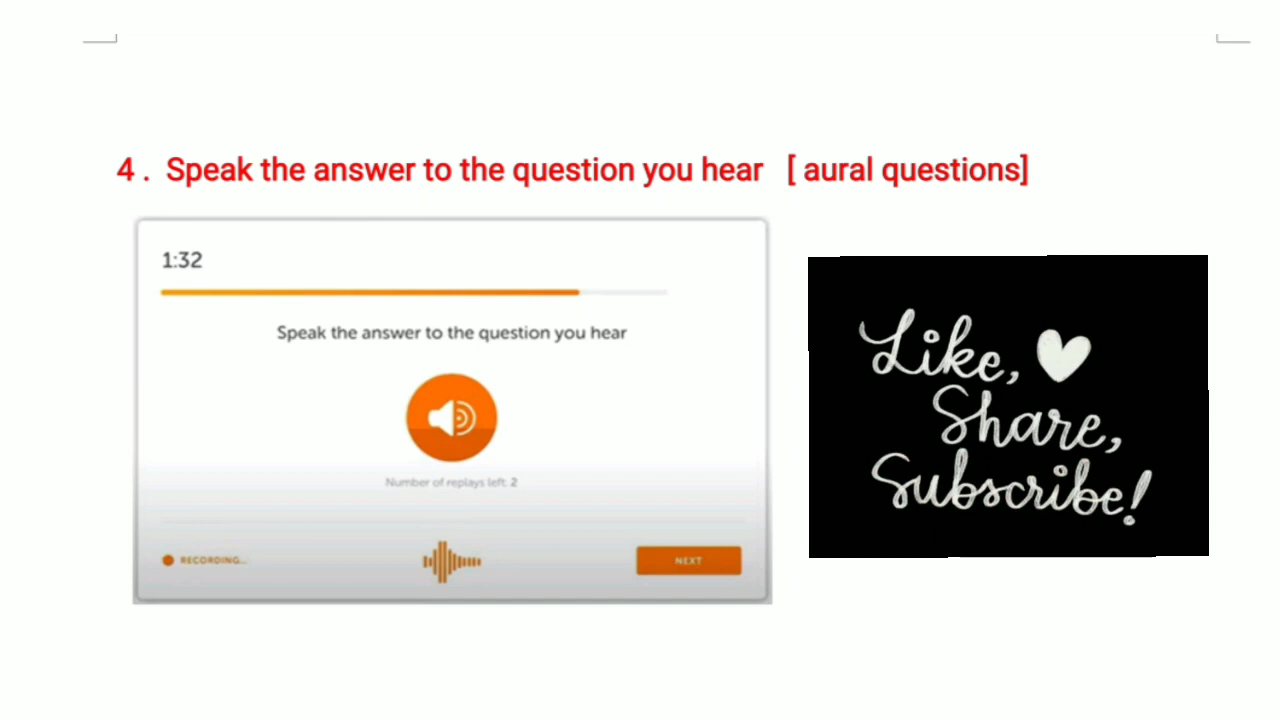 4 .  Speak the answer to the question you hear   [ aural questions]
1:32
Speak the answer to the question you hear
Number of replays left: 2
RECORDING...
NEXT
Like,
Share,
Subscribe!